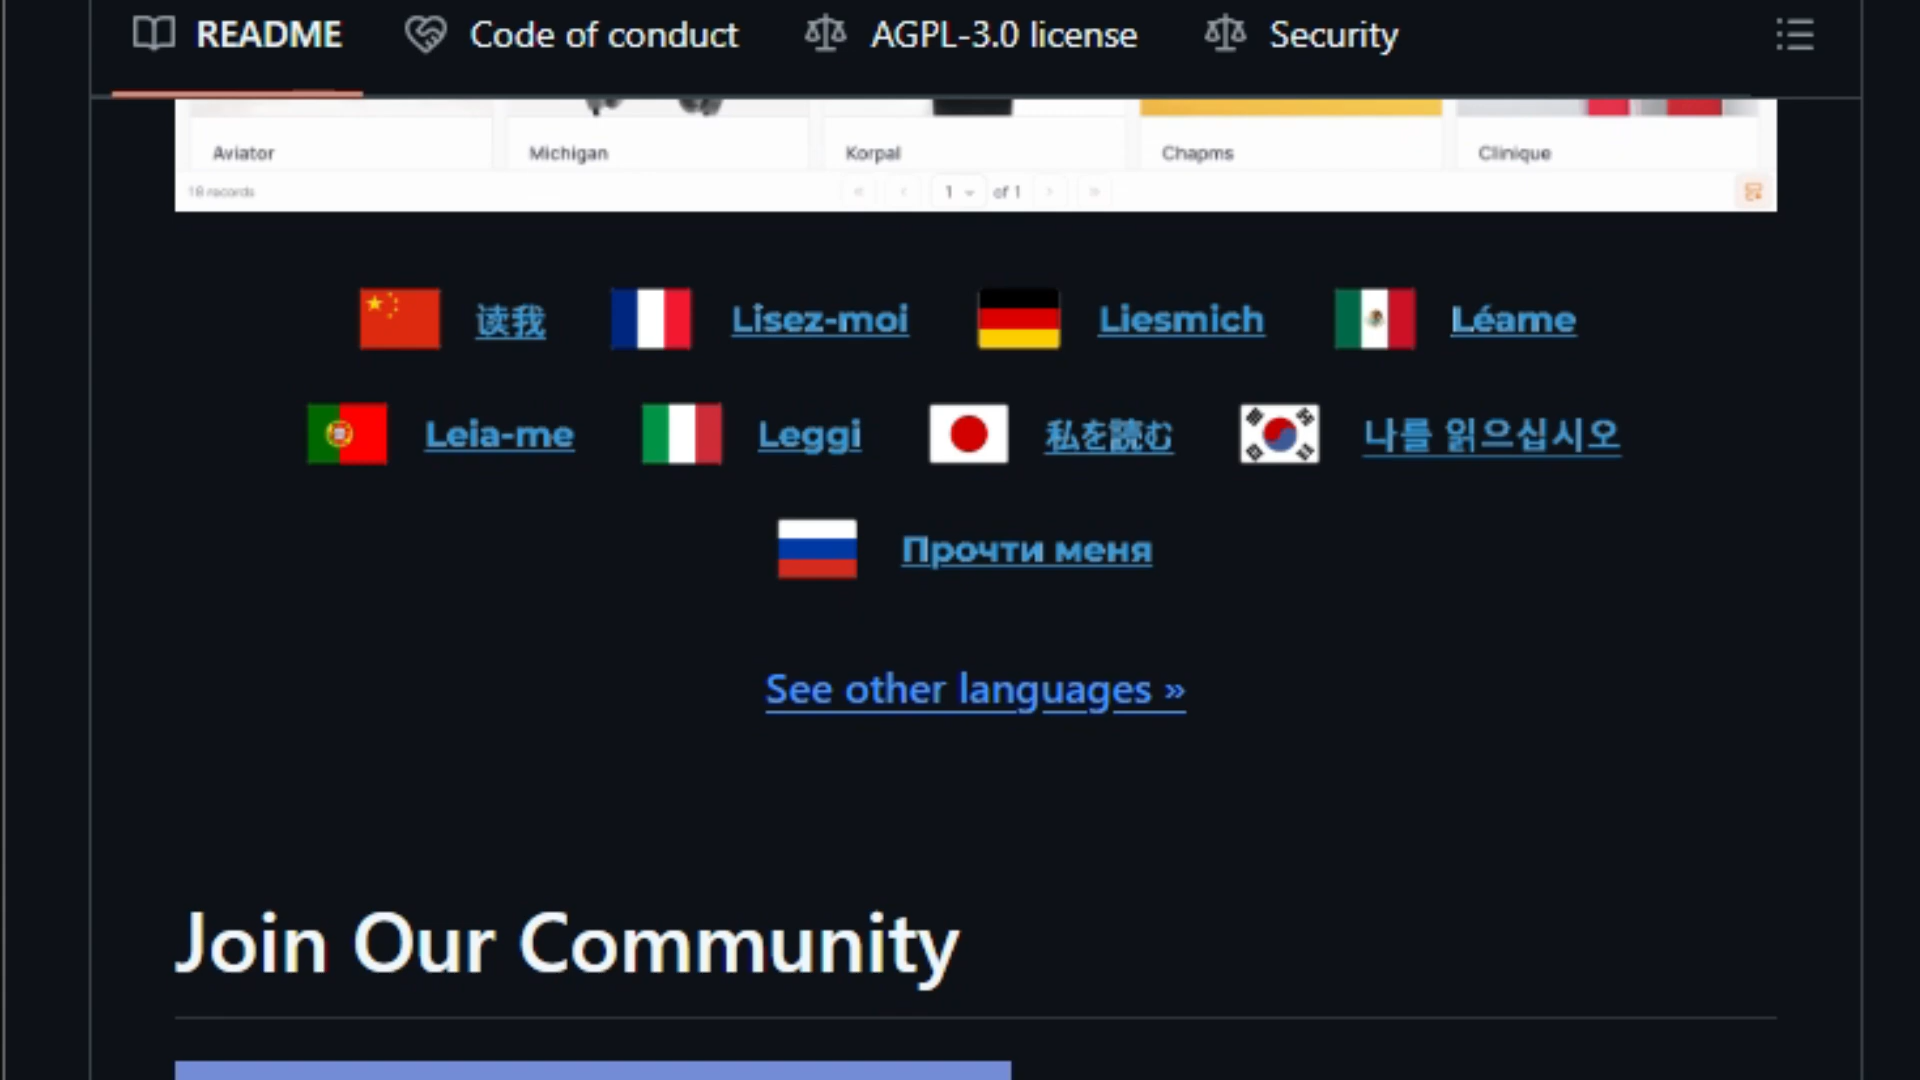 README Code of conduct AGPL-3.0 license Security
Aviator Michigan Korpal Chapms Clinique
18 records « ‹ 1 of 1 › »
读我 Lisez-moi Liesmich Léame
Leia-me Leggi 私を読む 나를 읽으십시오
Прочти меня
See other languages »
Join Our Community